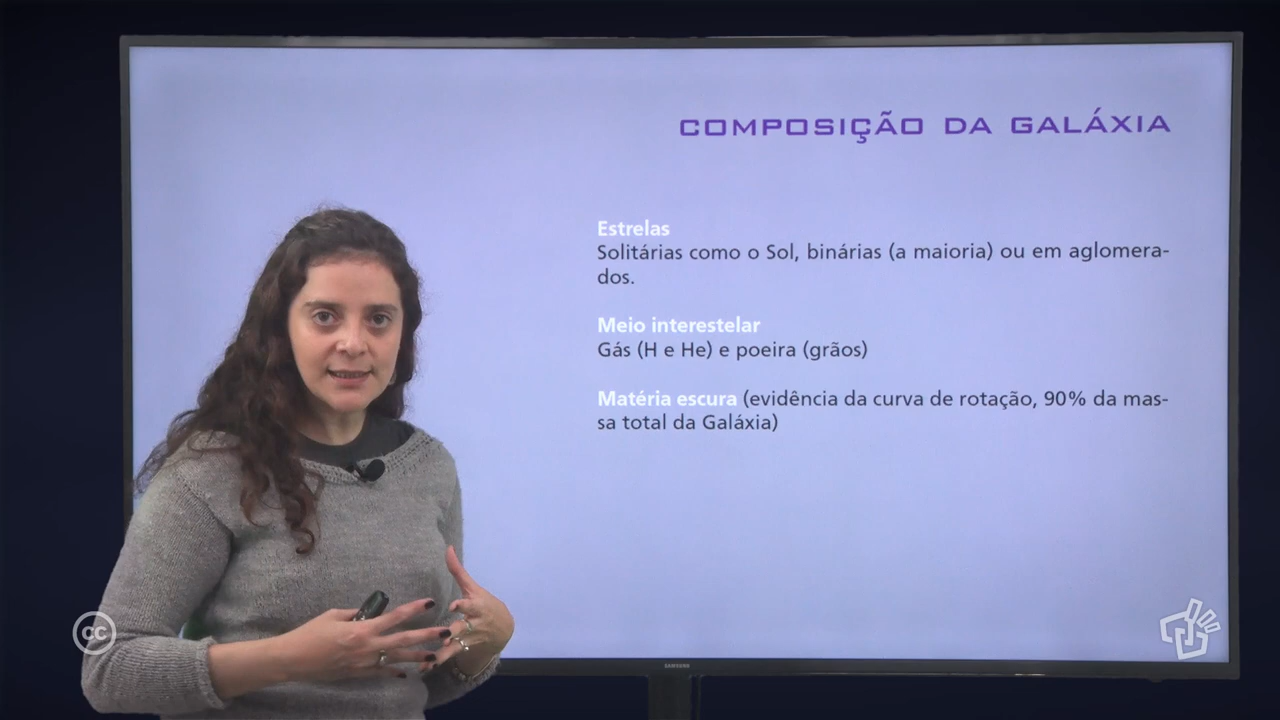 COMPOSIÇÃO DA GALÁXIA
Estrelas
Solitárias como o Sol, binárias (a maioria) ou em aglomera-
dos.
Meio interestelar
Gás (H e He) e poeira (grãos)
Matéria escura (evidência da curva de rotação, 90% da mas-
sa total da Galáxia)
cc
SAMSUNG